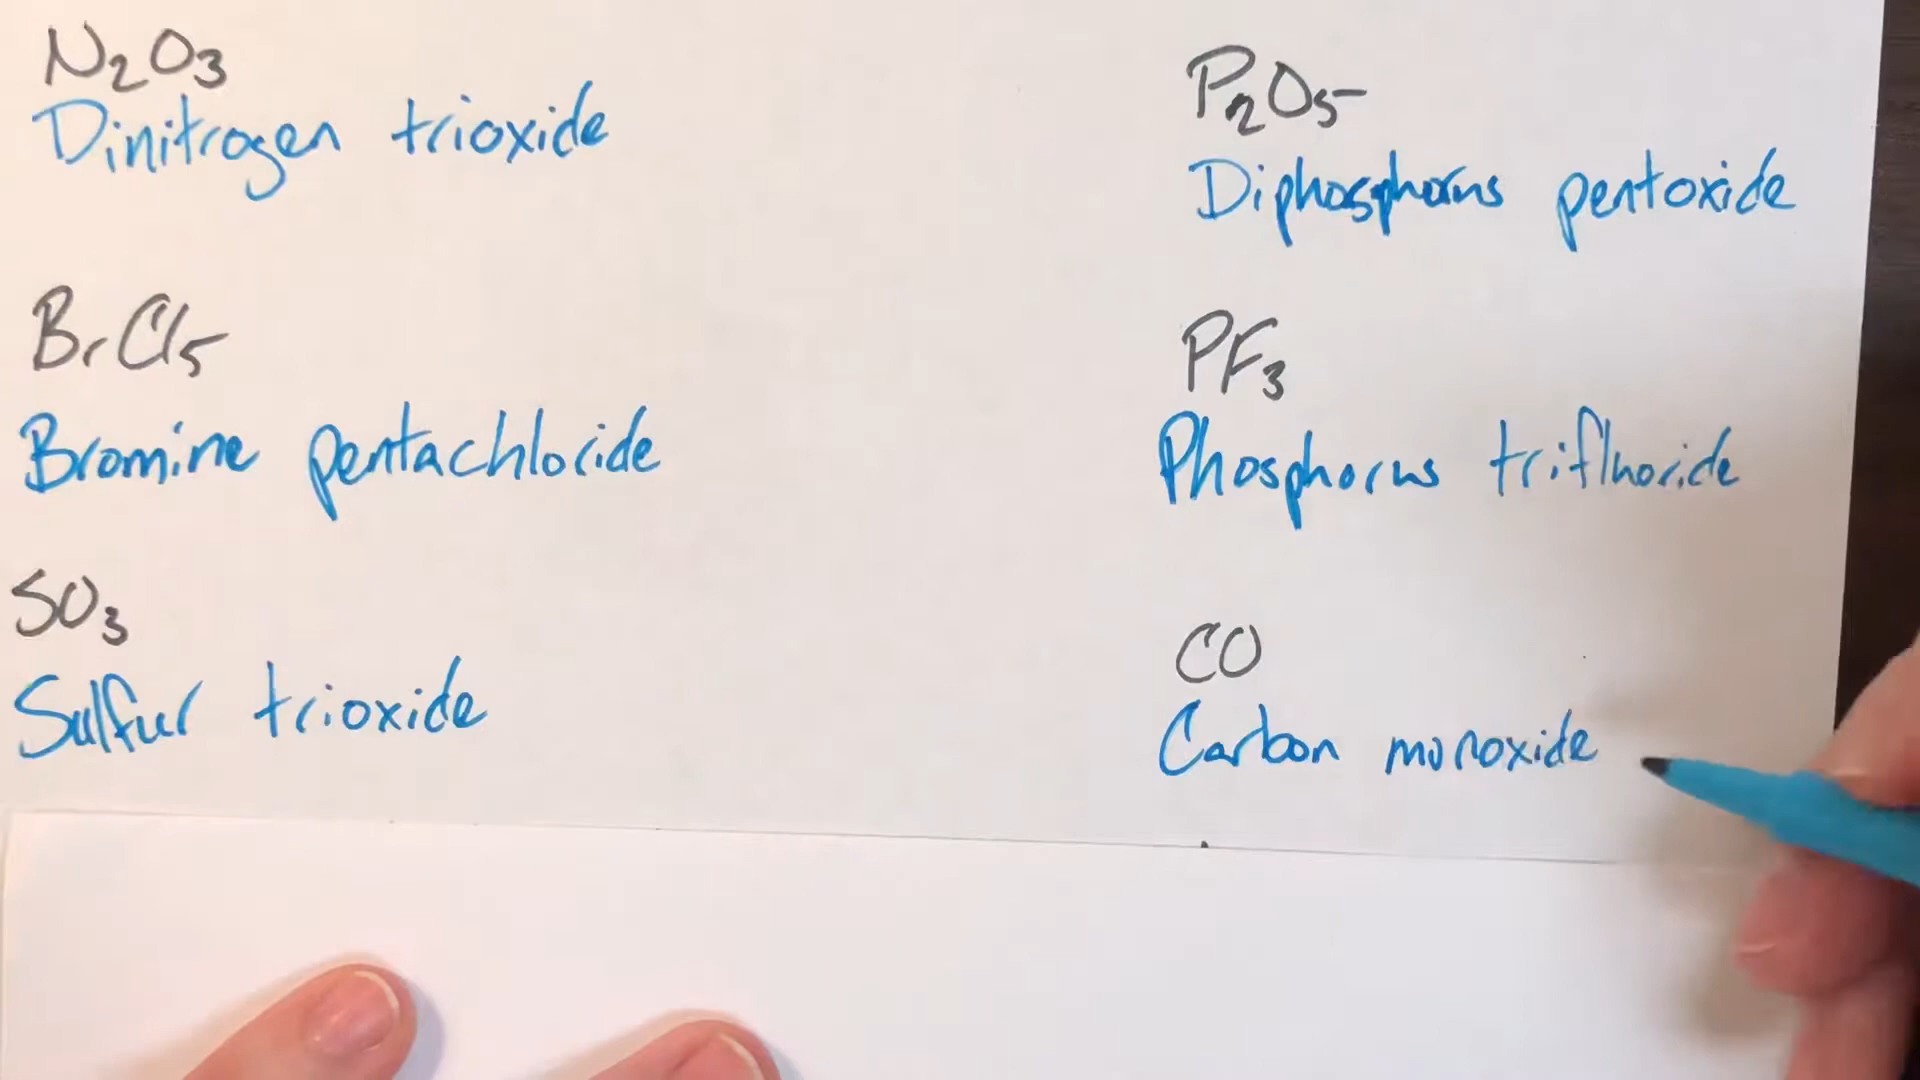 N₂O₃
Dinitrogen trioxide
BrCl₅
Bromine pentachloride
SO₃
Sulfur trioxide
P₂O₅
Diphosphorus pentoxide
PF₃
Phosphorus trifluoride
CO
Carbon monoxide